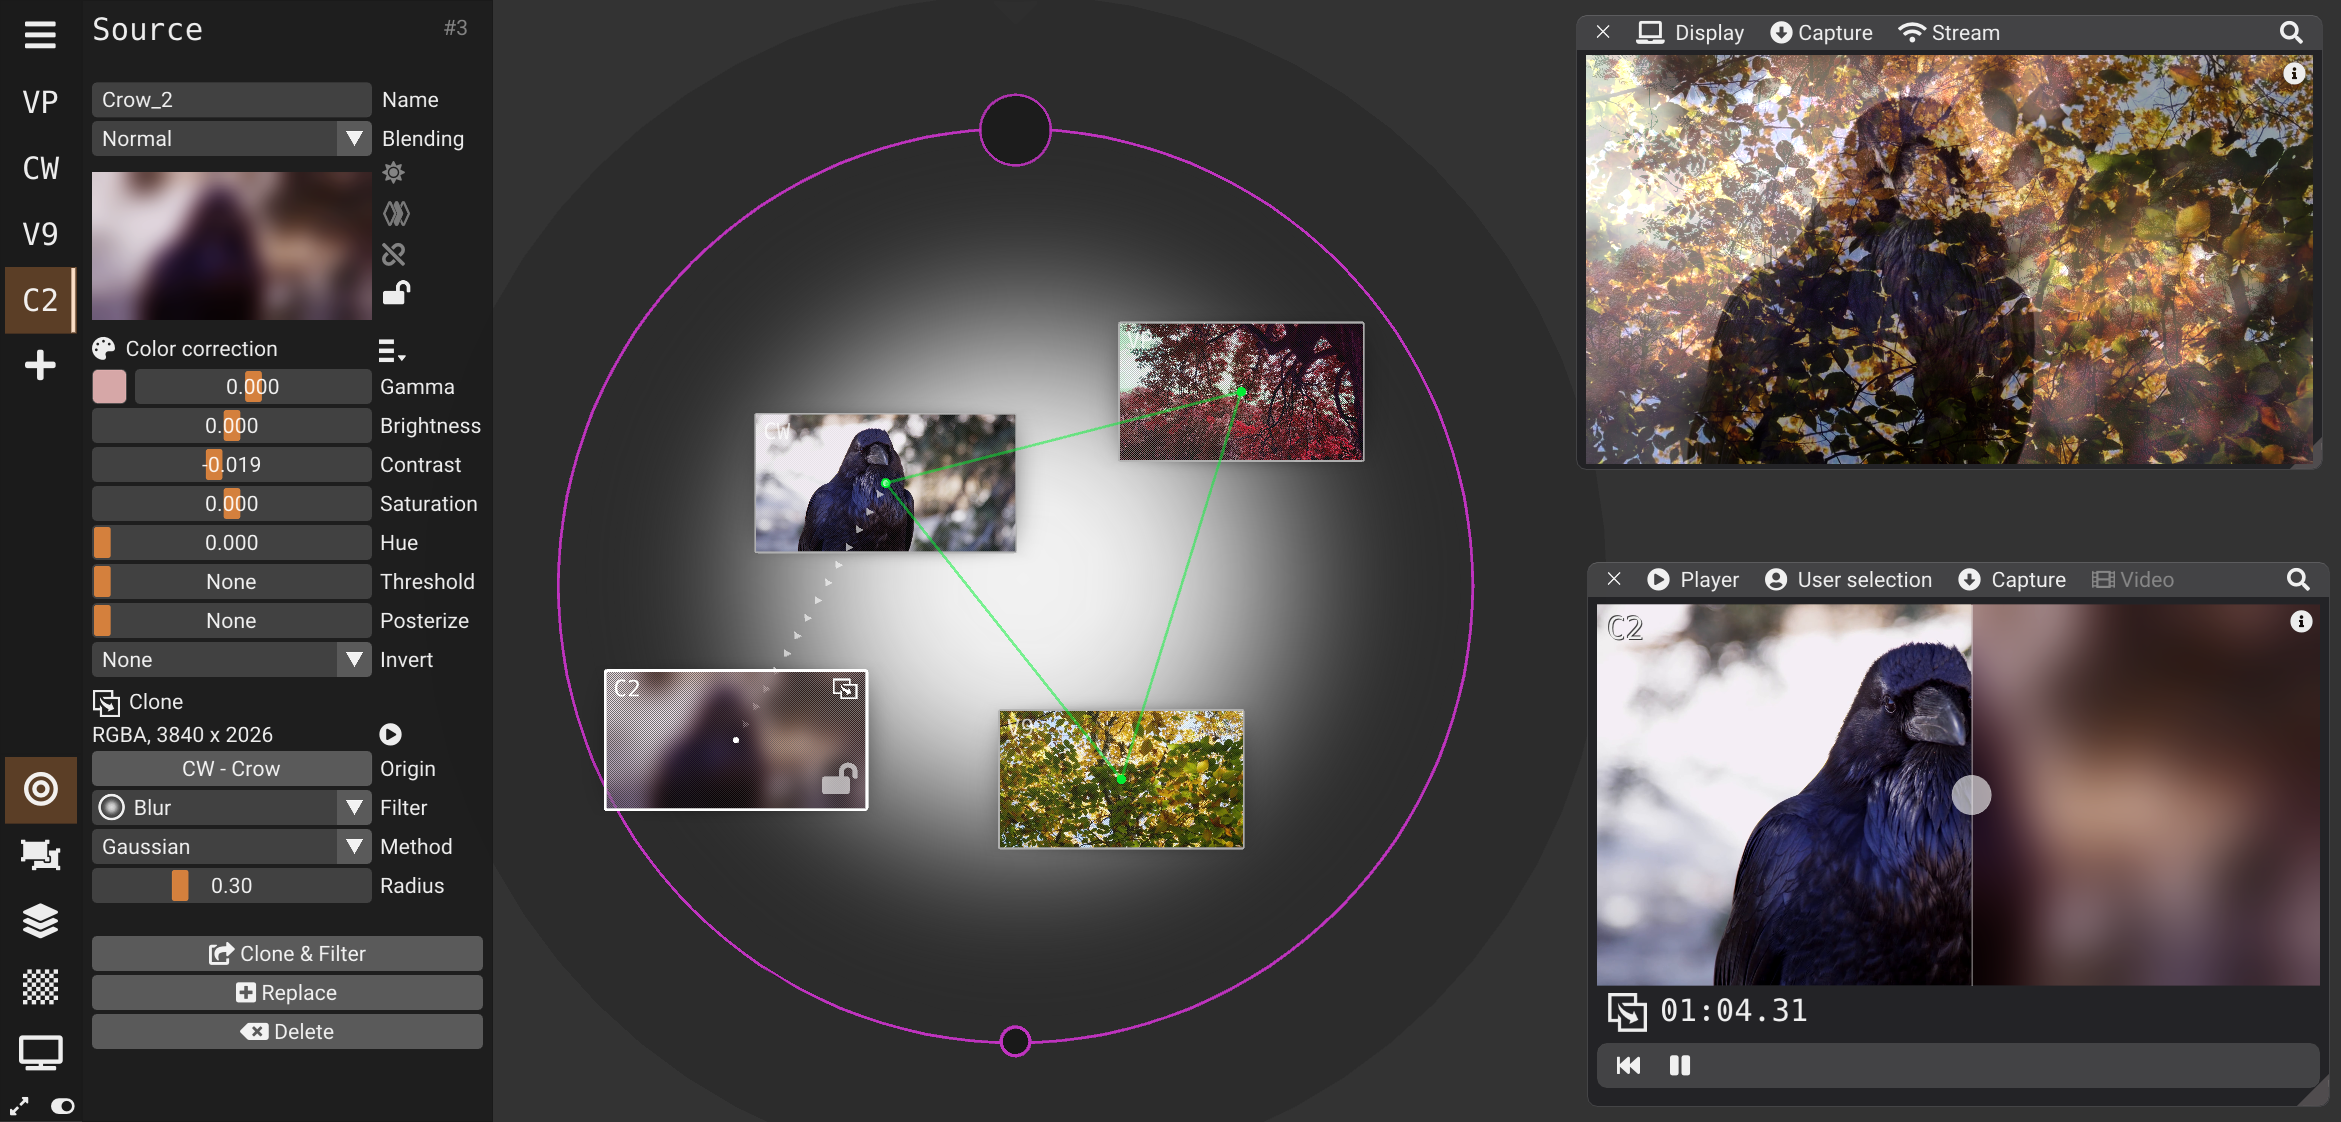 VP
CW
V9
C2
Source
#3
Crow_2
Name
Normal
Blending
Color correction
0.000
Gamma
0.000
Brightness
-0.019
Contrast
0.000
Saturation
0.000
Hue
None
Threshold
None
Posterize
None
Invert
Clone
RGBA, 3840 x 2026
CW - Crow
Origin
Blur
Filter
Gaussian
Method
0.30
Radius
Clone & Filter
Replace
Delete
VP
CW
C2
Display
Capture
Stream
Player
User selection
Capture
Video
C2
01:04.31